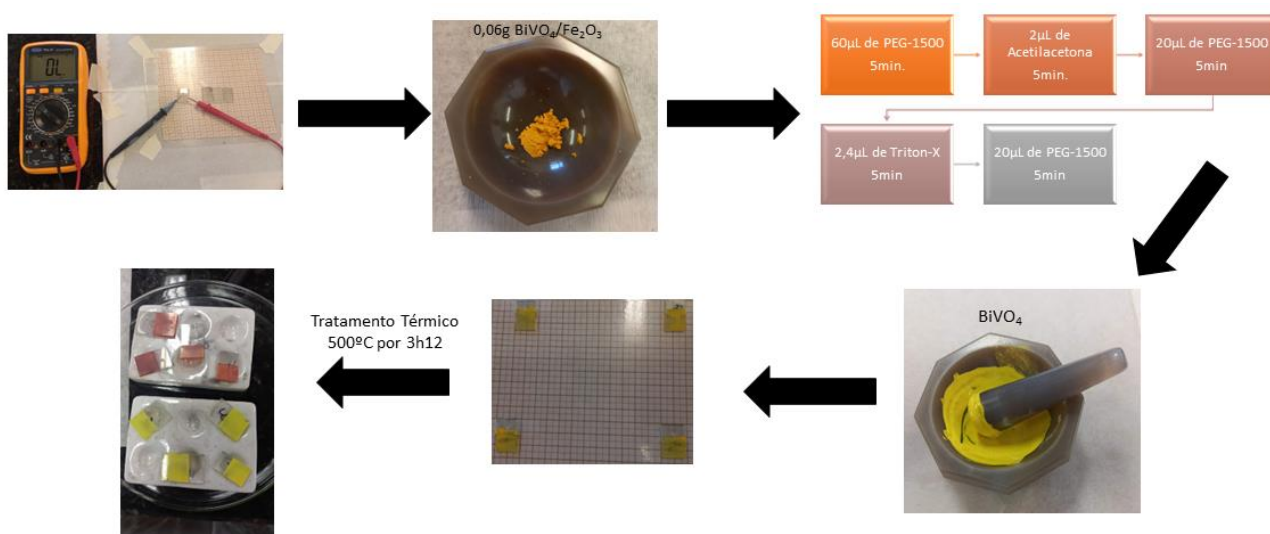 OL
0,06g BiVO₄/Fe₂O₃
60µL de PEG-1500
5min.
2µL de
Acetilacetona
5min.
20µL de PEG-1500
5min
2,4µL de Triton-X
5min
20µL de PEG-1500
5min
BiVO₄
Tratamento Térmico
500ºC por 3h12